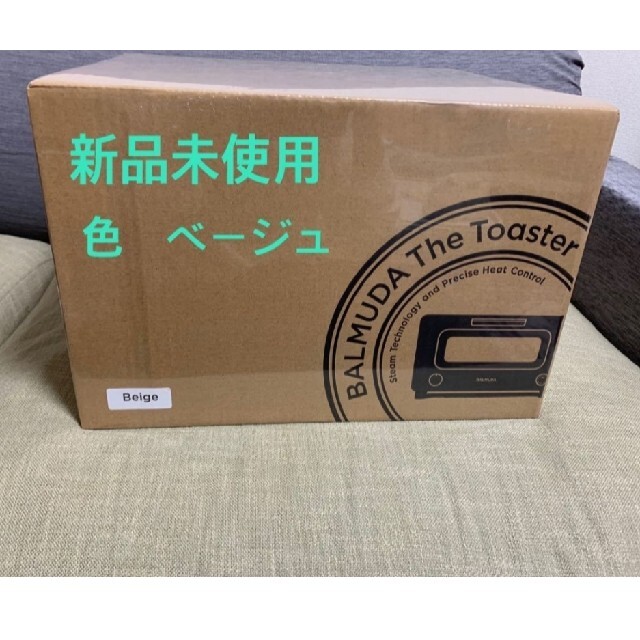 新品未使用
色　ベージュ
BALMUDA The Toaster
Steam Technology and Precise Heat Control
Beige